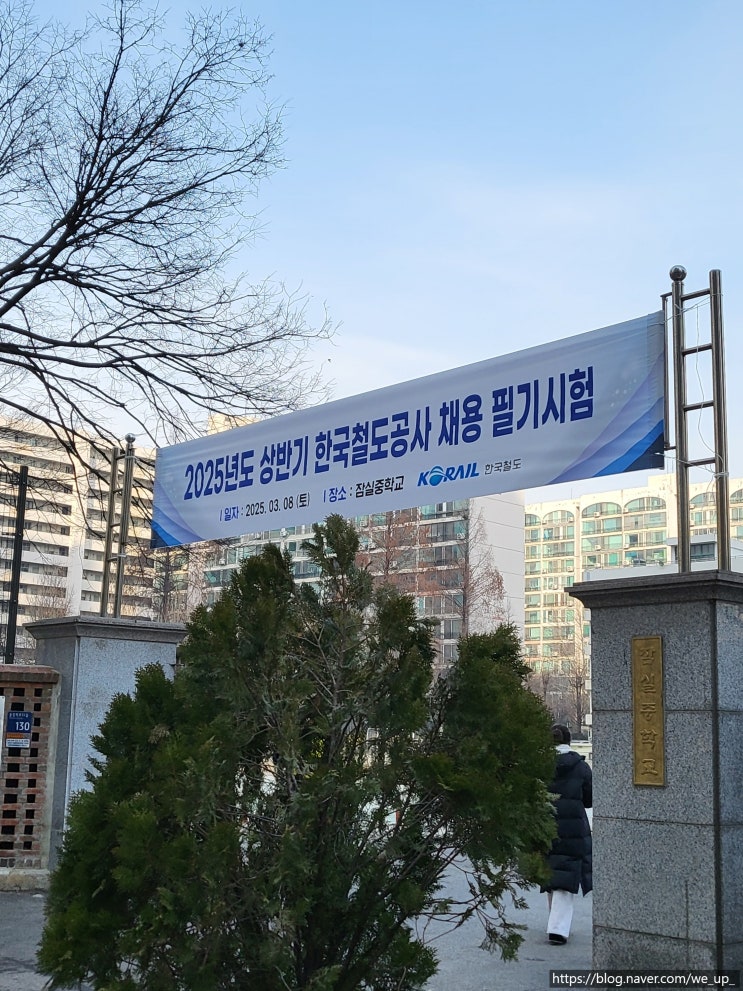 2025년도 상반기 한국철도공사 채용 필기시험
| 일자 : 2025. 03. 08 (토) | 장소 : 잠실중학교 KORAIL 한국철도
잠실중학교
130
https://blog.naver.com/we_up_